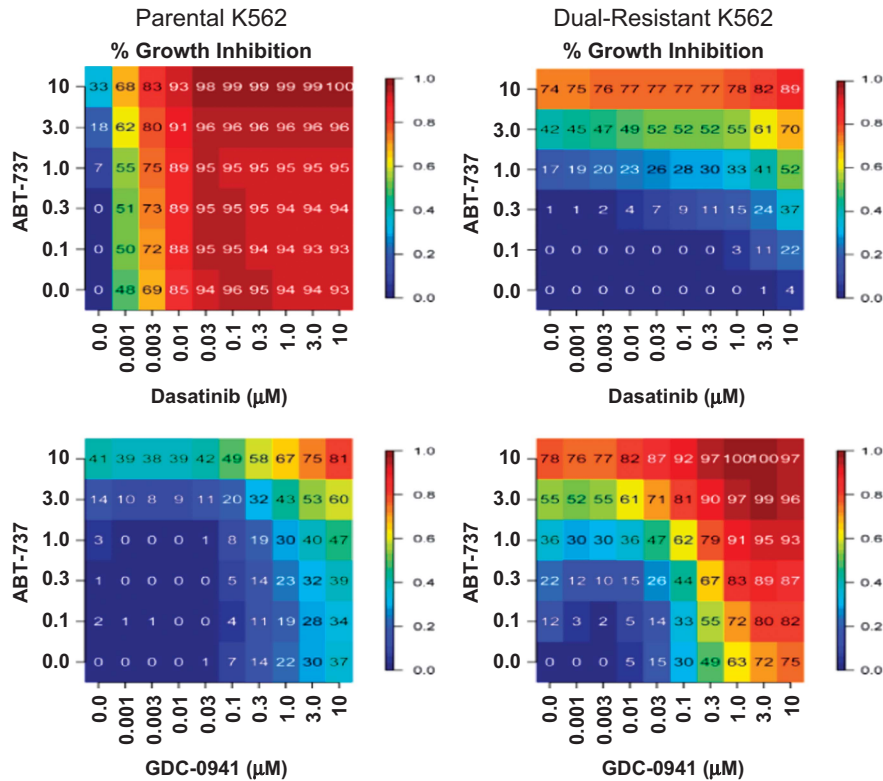 Parental K562
Dual-Resistant K562
% Growth Inhibition
% Growth Inhibition
ABT-737
10 33 68 83 93 98 99 99 99 99 100
3.0 18 62 80 91 96 96 96 96 96 96
1.0 7 55 75 89 95 95 95 95 95 95
0.3 0 51 73 89 95 95 95 94 94 94
0.1 0 50 72 88 95 95 94 94 93 93
0.0 0 48 69 85 94 96 95 94 94 93
0.0 0.001 0.003 0.01 0.03 0.1 0.3 1.0 3.0 10
Dasatinib (µM)
1.0
0.8
0.6
0.4
0.2
0.0
ABT-737
10 74 75 76 77 77 77 77 78 82 89
3.0 42 45 47 49 52 52 52 55 61 70
1.0 17 19 20 23 26 28 30 33 41 52
0.3 1 1 2 4 7 9 11 15 24 37
0.1 0 0 0 0 0 0 0 3 11 22
0.0 0 0 0 0 0 0 0 0 1 4
0.0 0.001 0.003 0.01 0.03 0.1 0.3 1.0 3.0 10
Dasatinib (µM)
1.0
0.8
0.6
0.4
0.2
0.0
ABT-737
10 41 39 38 39 42 49 58 67 75 81
3.0 14 10 8 9 11 20 32 43 53 60
1.0 3 0 0 0 1 8 19 30 40 47
0.3 1 0 0 0 0 5 14 23 32 39
0.1 2 1 1 0 0 4 11 19 28 34
0.0 0 0 0 0 1 7 14 22 30 37
0.0 0.001 0.003 0.01 0.03 0.1 0.3 1.0 3.0 10
GDC-0941 (µM)
1.0
0.8
0.6
0.4
0.2
0.0
ABT-737
10 78 76 77 82 87 92 97 100 100 97
3.0 55 52 55 61 71 81 90 97 99 96
1.0 36 30 30 36 47 62 79 91 95 93
0.3 22 12 10 15 26 44 67 83 89 87
0.1 12 3 2 5 14 33 55 72 80 82
0.0 0 0 0 5 15 30 49 63 72 75
0.0 0.001 0.003 0.01 0.03 0.1 0.3 1.0 3.0 10
GDC-0941 (µM)
1.0
0.8
0.6
0.4
0.2
0.0